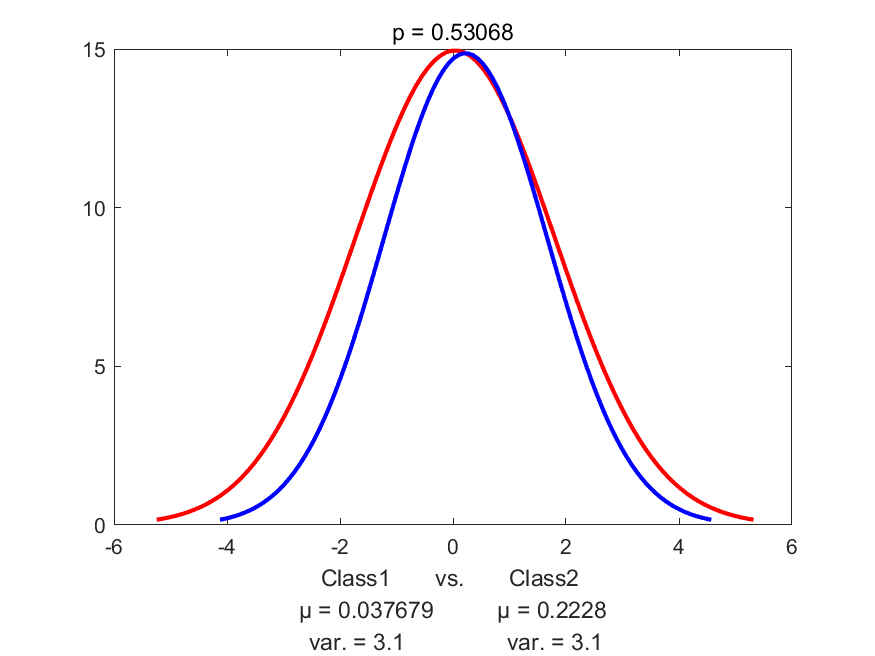 p = 0.53068
15
10
5
0
-6 -4 -2 0 2 4 6
Class1 vs. Class2
μ = 0.037679 μ = 0.2228
var. = 3.1 var. = 3.1